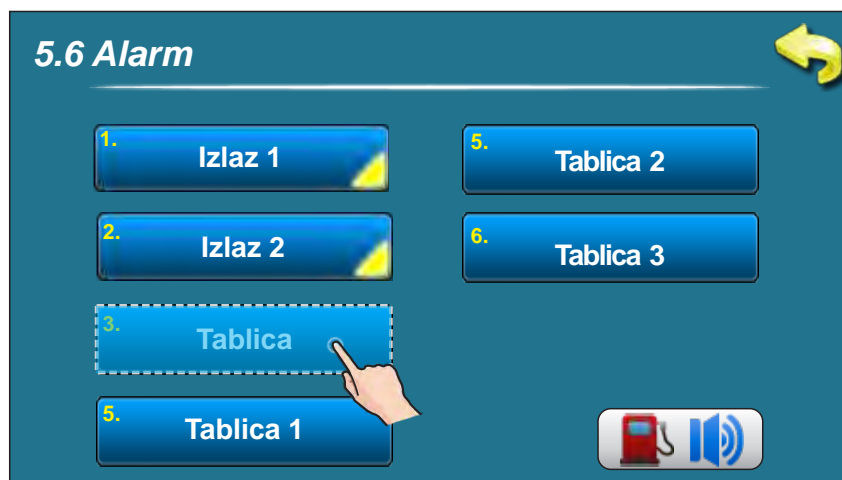 5.6 Alarm
1. Izlaz 1
2. Izlaz 2
3. Tablica
5. Tablica 1
5. Tablica 2
6. Tablica 3